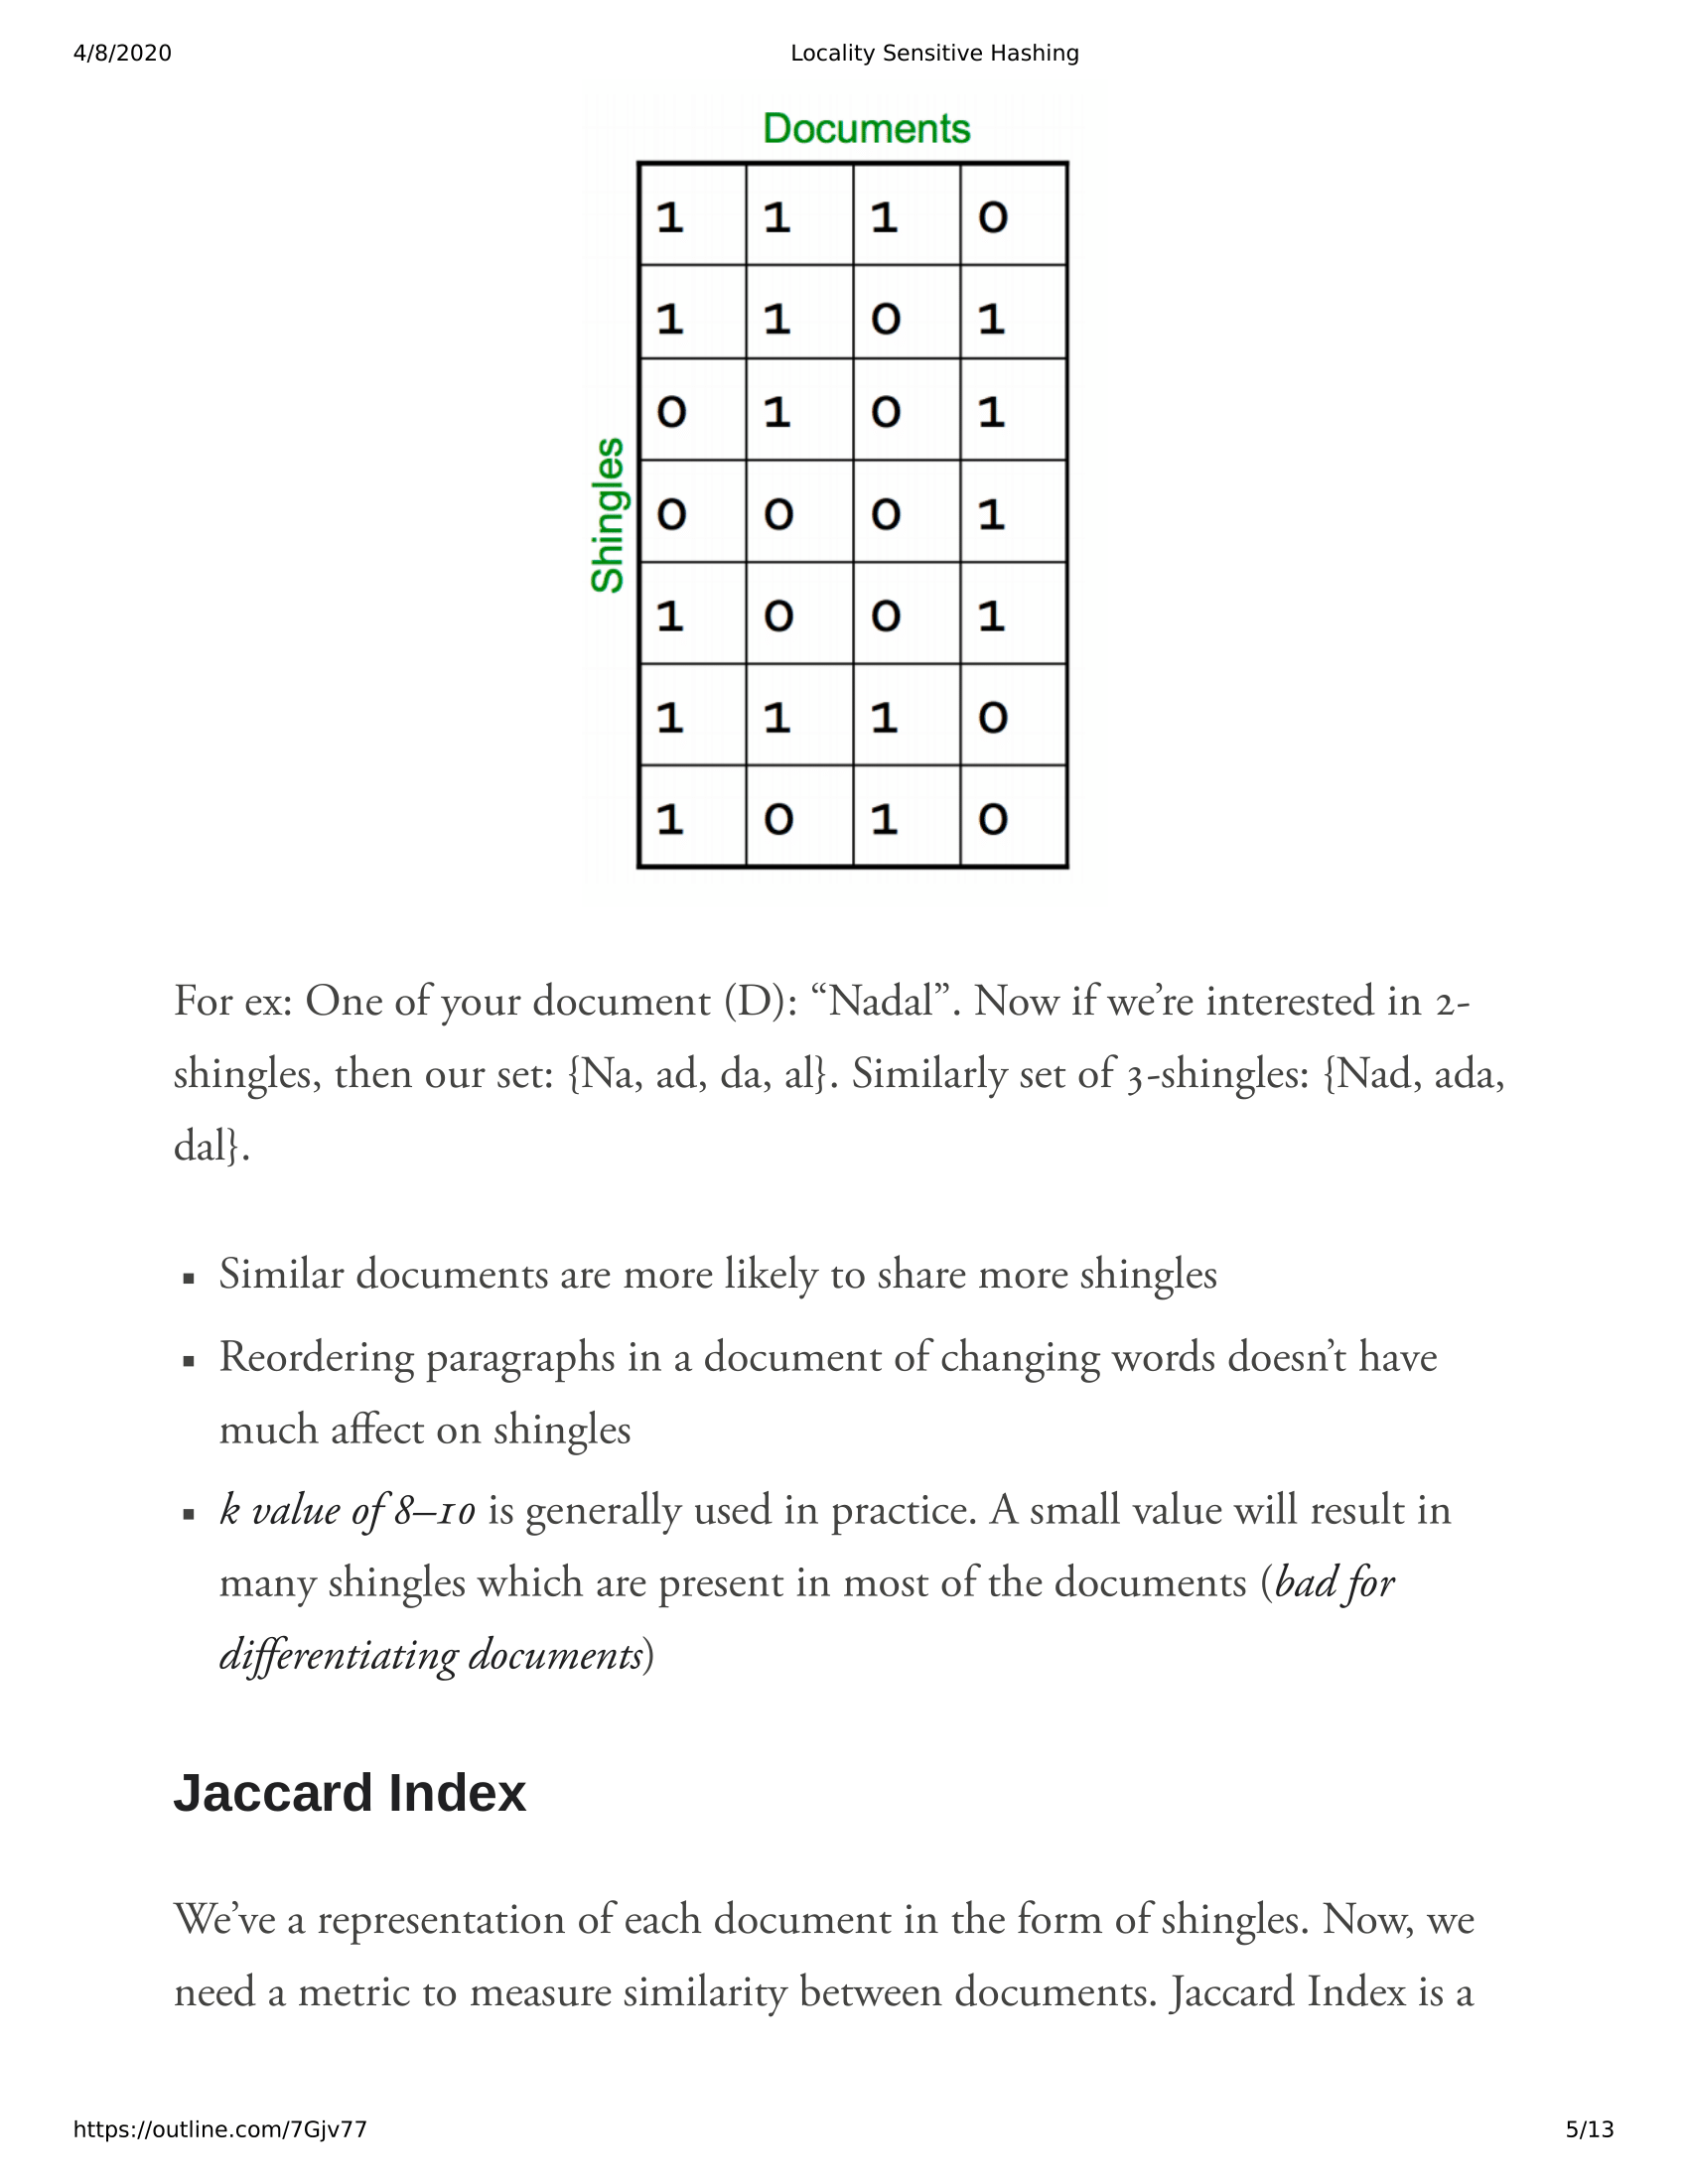 4/8/2020 Locality Sensitive Hashing
Documents
Shingles
1 1 1 0
1 1 0 1
0 1 0 1
0 0 0 1
1 0 0 1
1 1 1 0
1 0 1 0
For ex: One of your document (D): “Nadal”. Now if we’re interested in 2-
shingles, then our set: {Na, ad, da, al}. Similarly set of 3-shingles: {Nad, ada,
dal}.
▪ Similar documents are more likely to share more shingles
▪ Reordering paragraphs in a document of changing words doesn’t have
much affect on shingles
▪ k value of 8–10 is generally used in practice. A small value will result in
many shingles which are present in most of the documents (bad for
differentiating documents)
Jaccard Index
We’ve a representation of each document in the form of shingles. Now, we
need a metric to measure similarity between documents. Jaccard Index is a
https://outline.com/7Gjv77 5/13